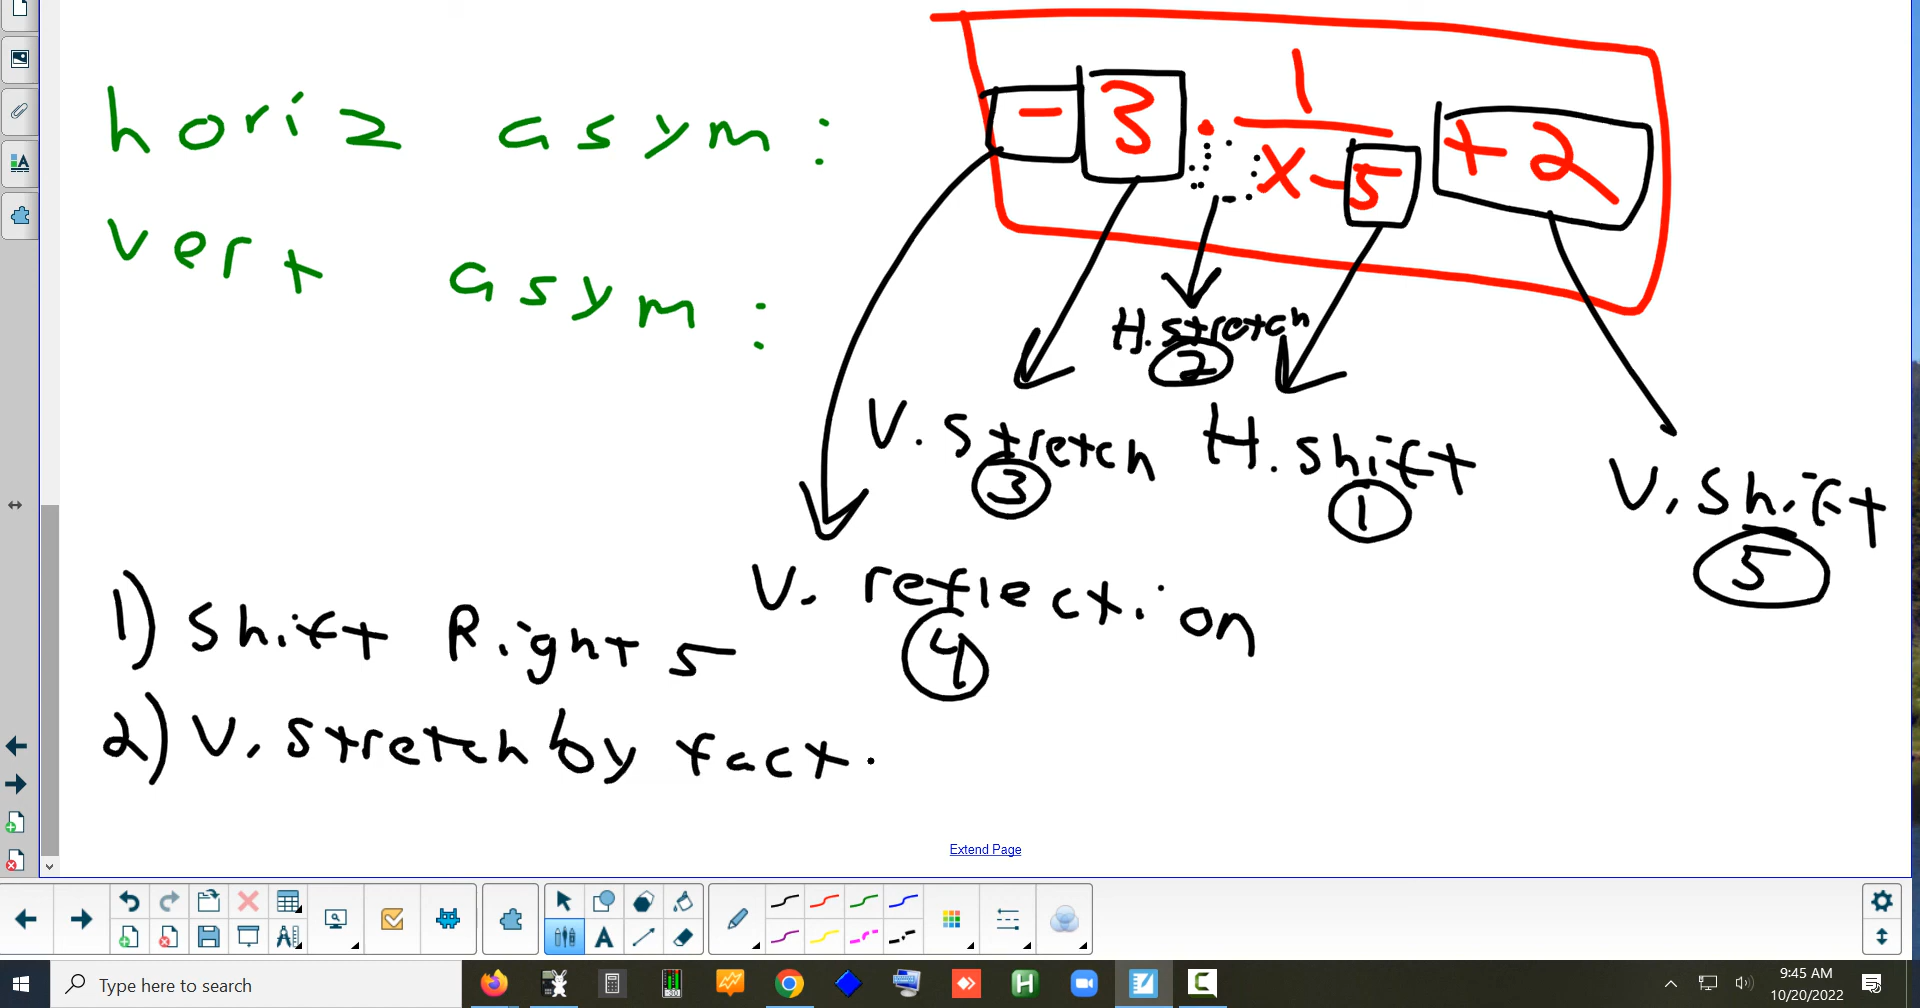 - 3 · 1/x-5 + 2
horiz asym:
vert asym:
H. stretch
2
V. stretch
3
H. shift
1
V. shift
5
V. reflection
4
1) Shift Right 5
2) V. Stretch by fact.
Extend Page
Type here to search
9:45 AM
10/20/2022